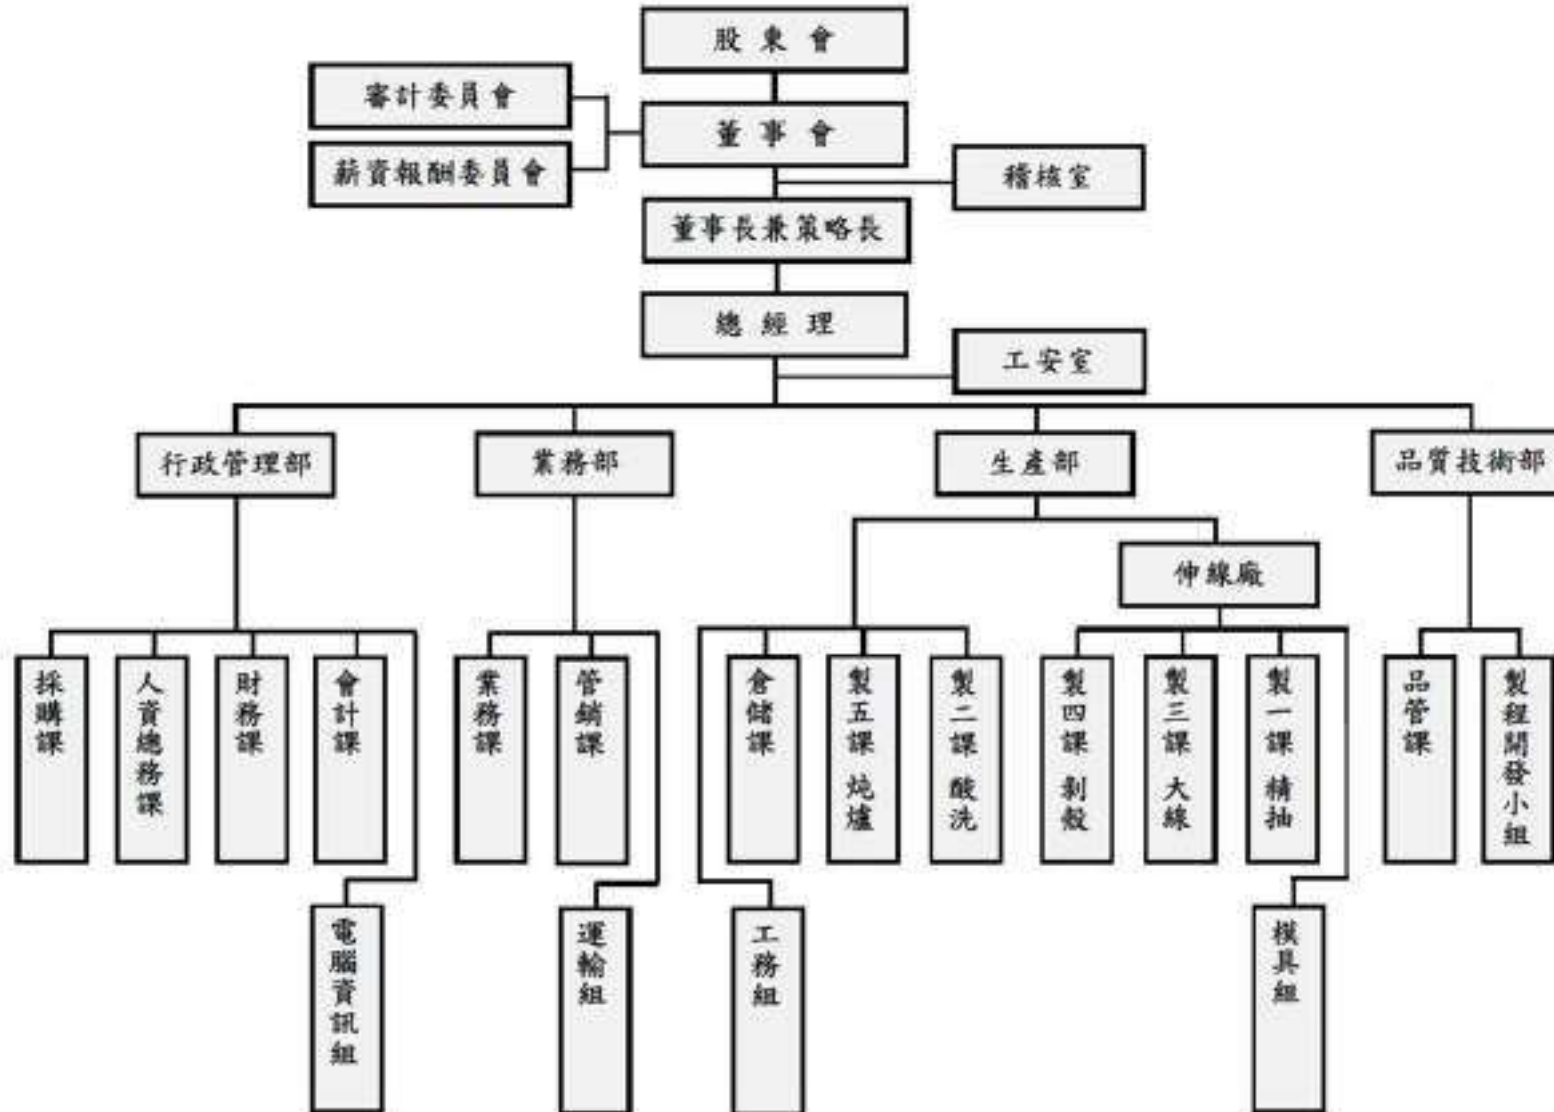 股東會
審計委員會
董事會
薪資報酬委員會
稽核室
董事長兼策略長
總經理
工安室
行政管理部
業務部
生產部
品質技術部
伸線廠
採購課
人資總務課
財務課
會計課
業務課
管銷課
倉儲課
製五課 炖爐
製二課 酸洗
製四課 剝殼
製三課 大線
製一課 精抽
品管課
製程開發小組
電腦資訊組
運輸組
工務組
模具組